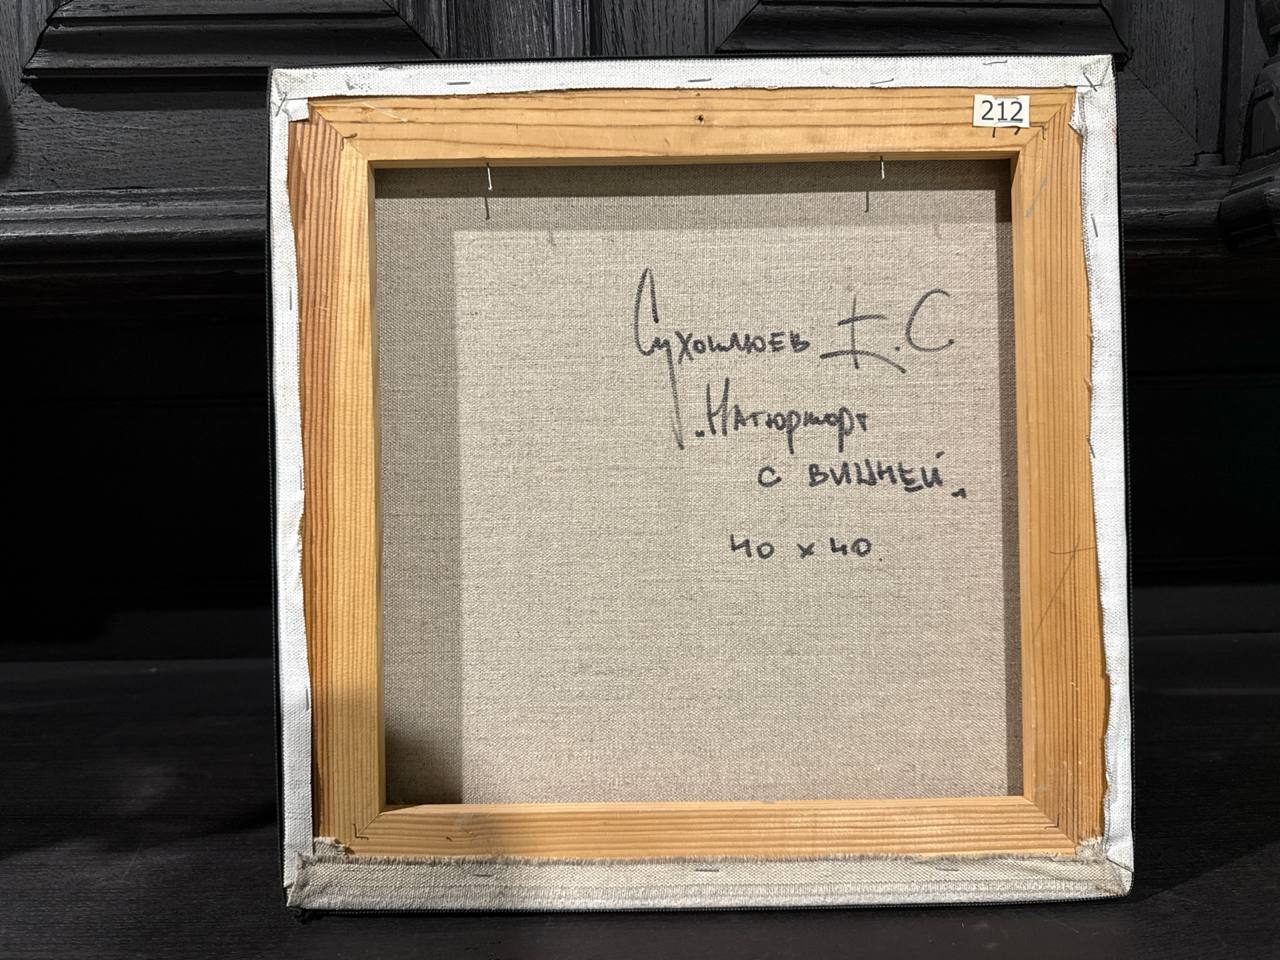 212
Сухошлюев Е.С
„Натюрморт
с вишней"
40 x 40